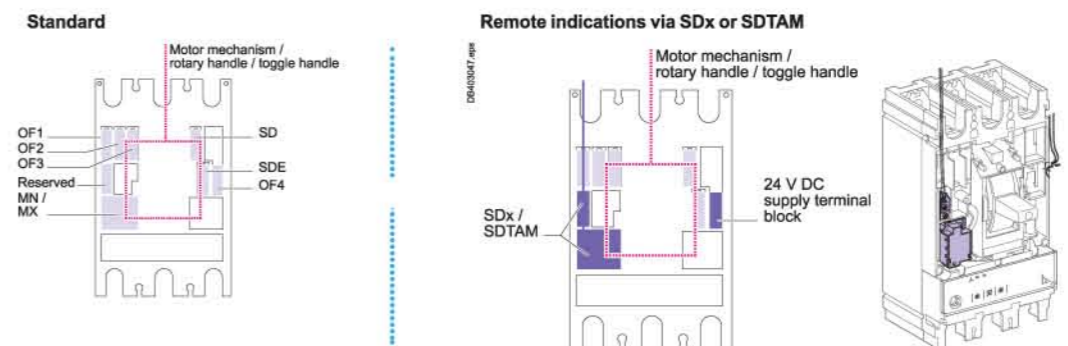 Standard
Motor mechanism /
rotary handle / toggle handle
OF1
OF2
OF3
Reserved
MN /
MX
SD
SDE
OF4
Remote indications via SDx or SDTAM
DB403047.eps
Motor mechanism /
rotary handle / toggle handle
SDx /
SDTAM
24 V DC
supply terminal
block